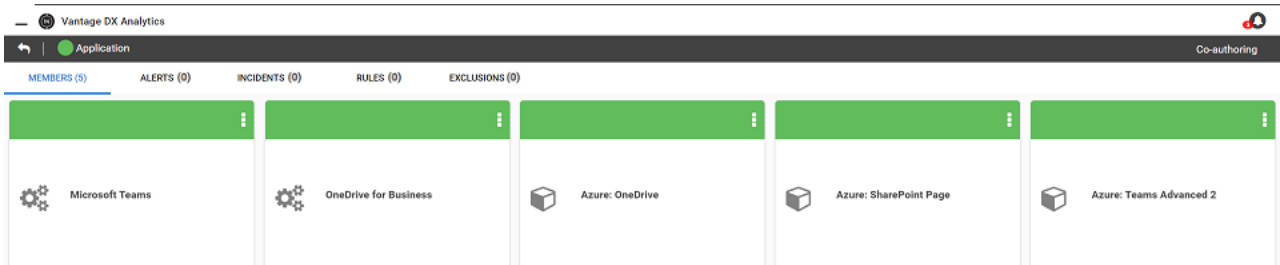 Vantage DX Analytics
Application
Co-authoring
MEMBERS (5)
ALERTS (0)
INCIDENTS (0)
RULES (0)
EXCLUSIONS (0)
Microsoft Teams
OneDrive for Business
Azure: OneDrive
Azure: SharePoint Page
Azure: Teams Advanced 2